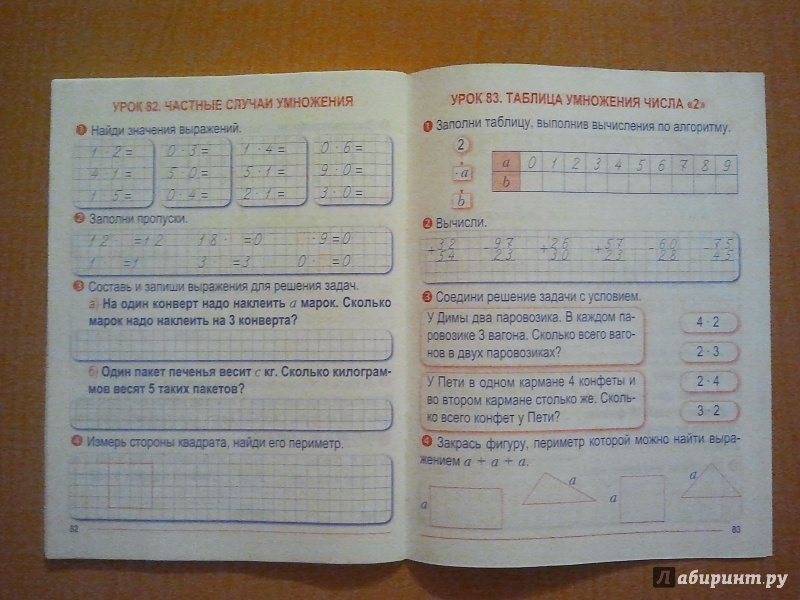 УРОК 82. ЧАСТНЫЕ СЛУЧАИ УМНОЖЕНИЯ
1 Найди значения выражений.
1 · 2 = 0 · 3 = 1 · 4 = 0 · 6 =
4 · 1 = 5 · 0 = 5 · 1 = 9 · 0 =
1 · 5 = 0 · 4 = 2 · 1 = 3 · 0 =
2 Заполни пропуски.
12 =12 18 · =0 · 9=0
1 =1 3 · =3 0 · =0
3 Составь и запиши выражения для решения задач.
а) На один конверт надо наклеить a марок. Сколько
марок надо наклеить на 3 конверта?
б) Один пакет печенья весит c кг. Сколько килограм-
мов весят 5 таких пакетов?
4 Измерь стороны квадрата, найди его периметр.
82
УРОК 83. ТАБЛИЦА УМНОЖЕНИЯ ЧИСЛА «2»
1 Заполни таблицу, выполнив вычисления по алгоритму.
2
· a
b
a 0 1 2 3 4 5 6 7 8 9
b
2 Вычисли.
+32 -97 +26 +57 -60 -75
54 23 30 23 28 43
3 Соедини решение задачи с условием.
У Димы два паровозика. В каждом па-
ровозике 3 вагона. Сколько всего ваго-
нов в двух паровозиках?
У Пети в одном кармане 4 конфеты и
во втором кармане столько же. Сколь-
ко всего конфет у Пети?
4 · 2
2 · 3
2 · 4
3 · 2
4 Закрась фигуру, периметр которой можно найти выра-
жением a + a + a.
a a a a
83
Лабиринт.ру